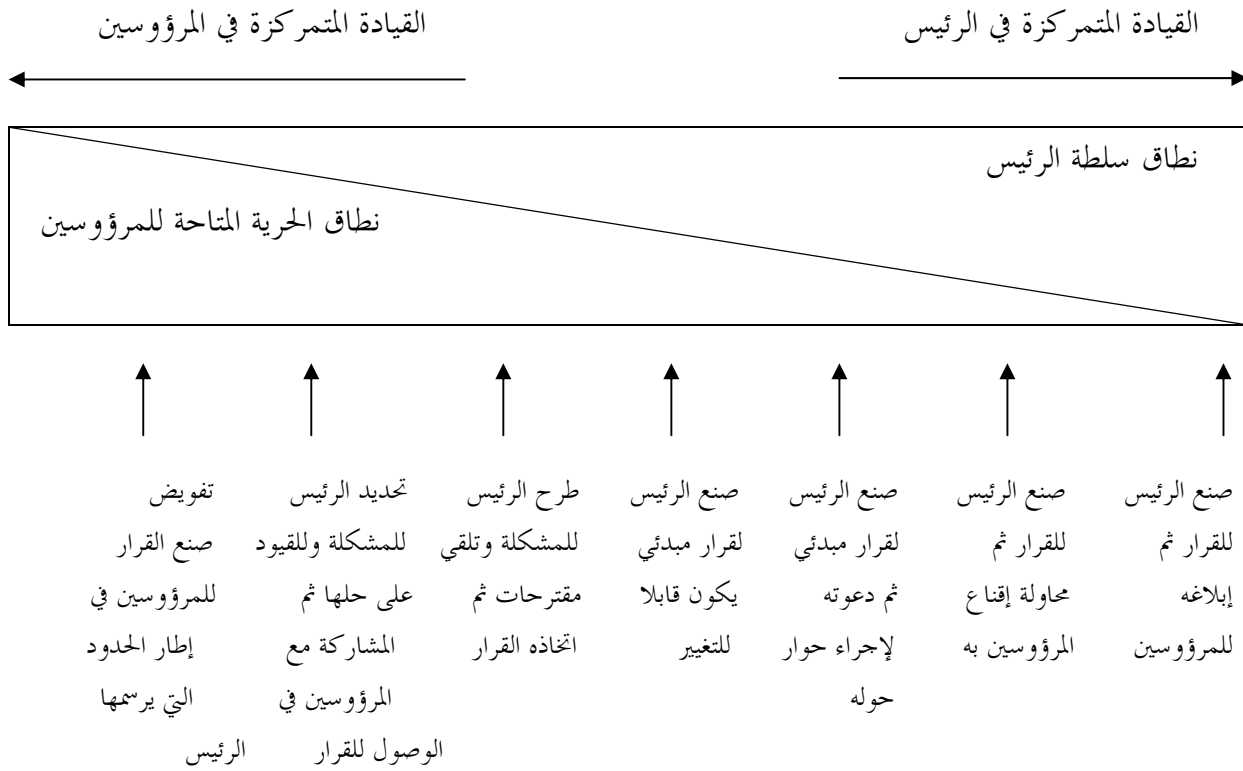 القيادة المتمركزة في الرئيس
القيادة المتمركزة في المرؤوسين
نطاق سلطة الرئيس
نطاق الحرية المتاحة للمرؤوسين
صنع الرئيس
للقرار ثم
إبلاغه
للمرؤوسين
صنع الرئيس
للقرار ثم
محاولة إقناع
المرؤسين به
صنع الرئيس
لقرار مبدئي
ثم دعوته
لإجراء حوار
حوله
صنع الرئيس
لقرار مبدئي
يكون قابلا
للتغيير
طرح الرئيس
للمشكلة وتلقي
مقترحات ثم
اتخاذه القرار
تحديد الرئيس
للمشكلة وللقيود
على حلها ثم
المشاركة مع
المرؤوسين في
الوصول للقرار
تفويض
صنع القرار
للمرؤوسين في
إطار الحدود
التي يرسمها
الرئيس